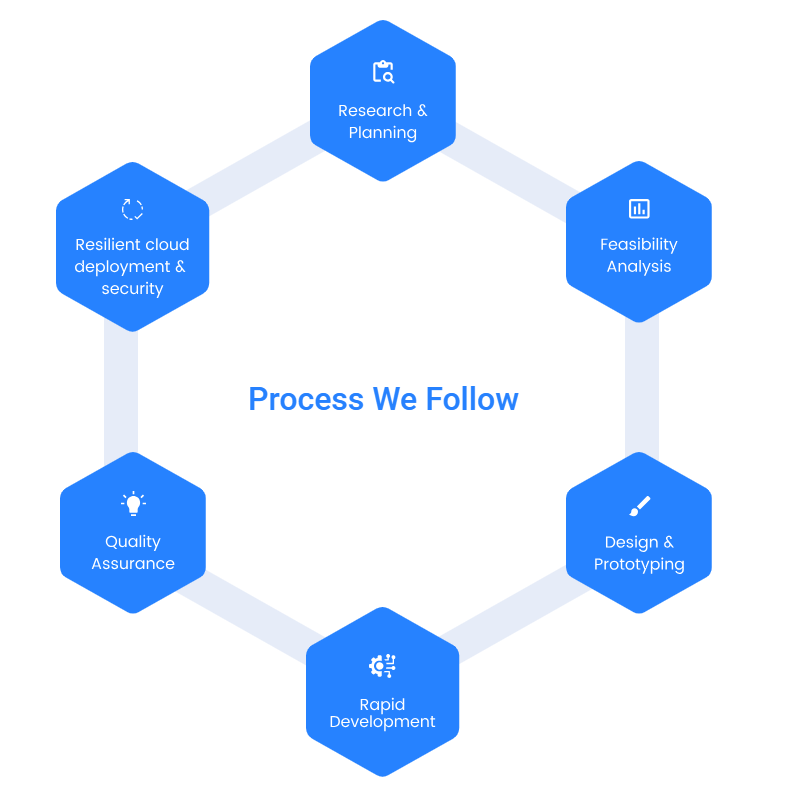 Research &
Planning
Feasibility
Analysis
Design &
Prototyping
Rapid
Development
Quality
Assurance
Resilient cloud
deployment &
security
Process We Follow